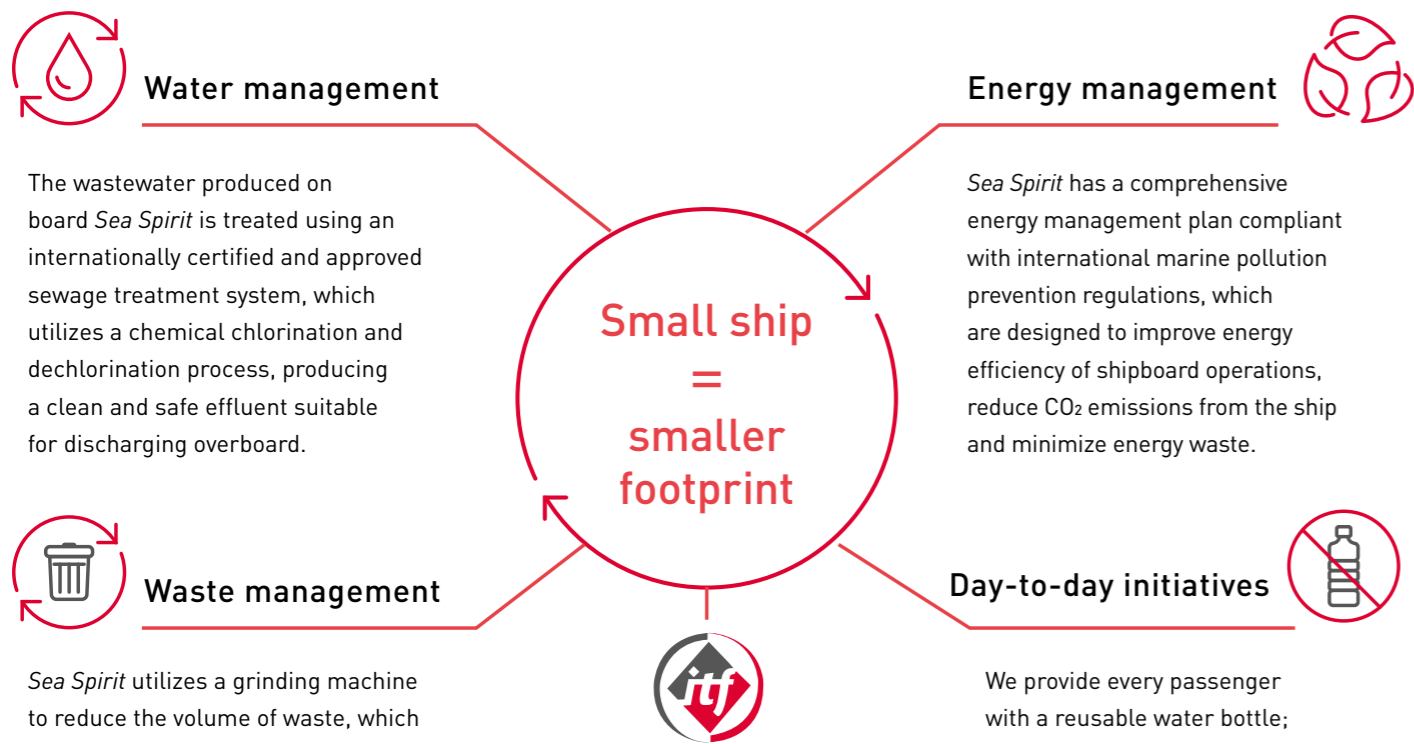 Water management
The wastewater produced on
board Sea Spirit is treated using an
internationally certified and approved
sewage treatment system, which
utilizes a chemical chlorination and
dechlorination process, producing
a clean and safe effluent suitable
for discharging overboard.
Energy management
Sea Spirit has a comprehensive
energy management plan compliant
with international marine pollution
prevention regulations, which
are designed to improve energy
efficiency of shipboard operations,
reduce CO₂ emissions from the ship
and minimize energy waste.
Small ship
=
smaller
footprint
Waste management
Sea Spirit utilizes a grinding machine
to reduce the volume of waste, which
itf
Day-to-day initiatives
We provide every passenger
with a reusable water bottle;